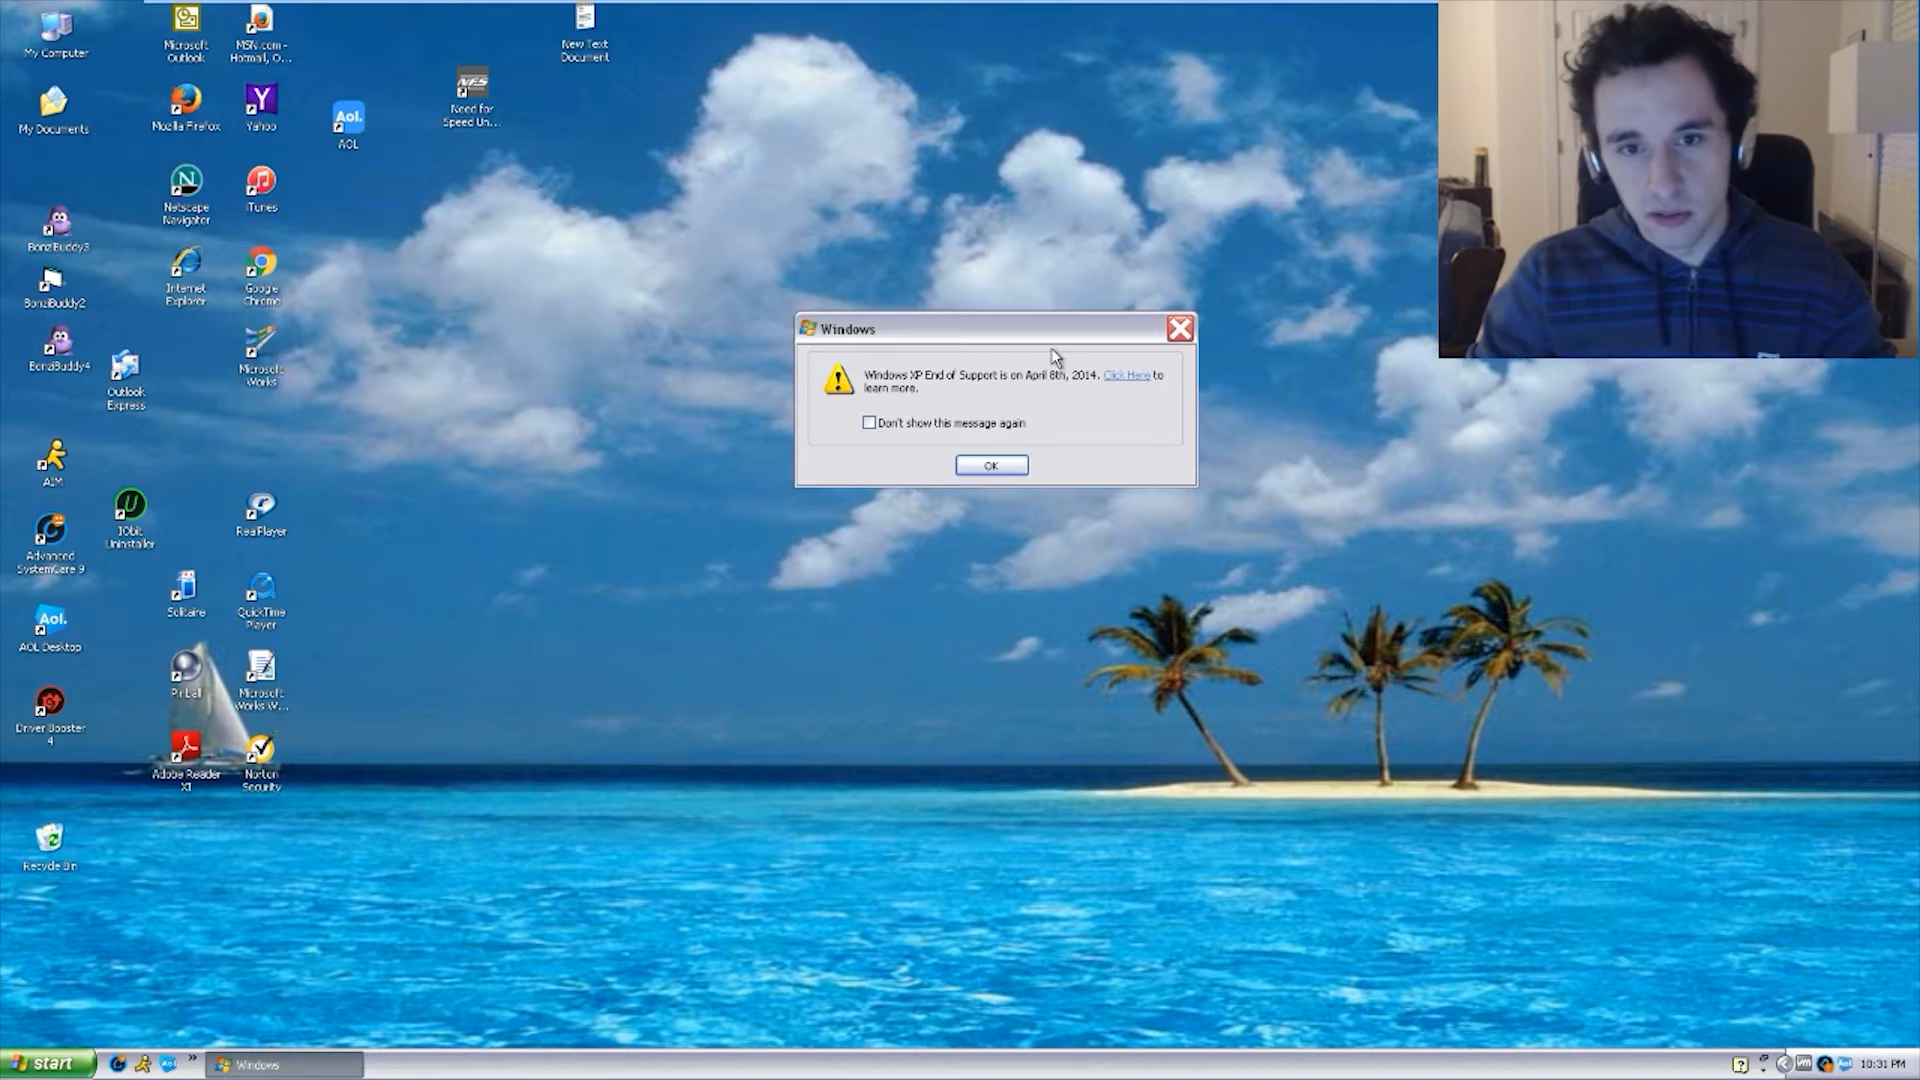 My Computer
Microsoft
Outlook
MSN.com -
Hotmail, O...
New Text
Document
NFS
Need for
Speed Un...
My Documents
Mozilla Firefox
Y
Yahoo
Aol.
AOL
N
Netscape
Navigator
iTunes
BonziBuddy3
Internet
Explorer
Google
Chrome
BonziBuddy2
Windows
BonziBuddy4
Microsoft
Works
Outlook
Express
Windows XP End of Support is on April 8th, 2014. Click Here to
learn more.
Don't show this message again
OK
AIM
U
IObit
Uninstaller
RealPlayer
Advanced
SystemCare 9
Solitaire
QuickTime
Player
Aol.
AOL Desktop
Pinball
Microsoft
Works W...
Driver Booster
4
Adobe Reader
XI
Norton
Security
Recycle Bin
start
Aol
»
Windows
?
vm
Aol
10:31 PM